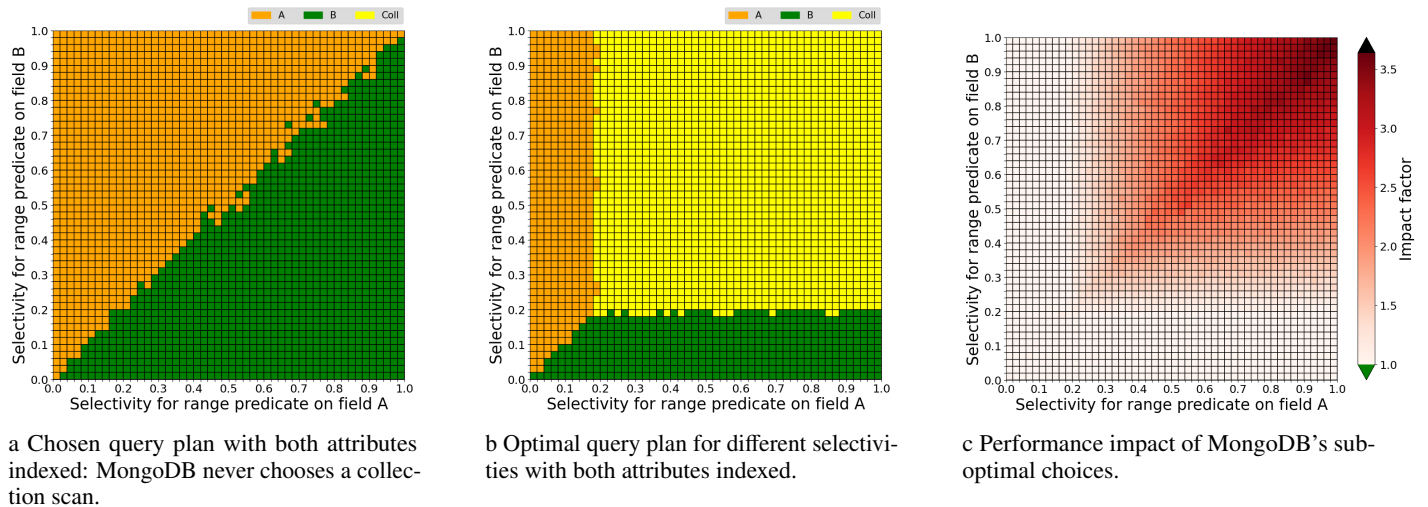 A B Coll
1.0
0.9
0.8
0.7
0.6
0.5
0.4
0.3
0.2
0.1
0.0
Selectivity for range predicate on field B
0.0 0.1 0.2 0.3 0.4 0.5 0.6 0.7 0.8 0.9 1.0
Selectivity for range predicate on field A
a Chosen query plan with both attributes
indexed: MongoDB never chooses a collec-
tion scan.
A B Coll
1.0
0.9
0.8
0.7
0.6
0.5
0.4
0.3
0.2
0.1
0.0
Selectivity for range predicate on field B
0.0 0.1 0.2 0.3 0.4 0.5 0.6 0.7 0.8 0.9 1.0
Selectivity for range predicate on field A
b Optimal query plan for different selectivi-
ties with both attributes indexed.
1.0
0.9
0.8
0.7
0.6
0.5
0.4
0.3
0.2
0.1
0.0
Selectivity for range predicate on field B
0.0 0.1 0.2 0.3 0.4 0.5 0.6 0.7 0.8 0.9 1.0
Selectivity for range predicate on field A
3.5
3.0
2.5
2.0
1.5
1.0
Impact factor
c Performance impact of MongoDB's sub-
optimal choices.